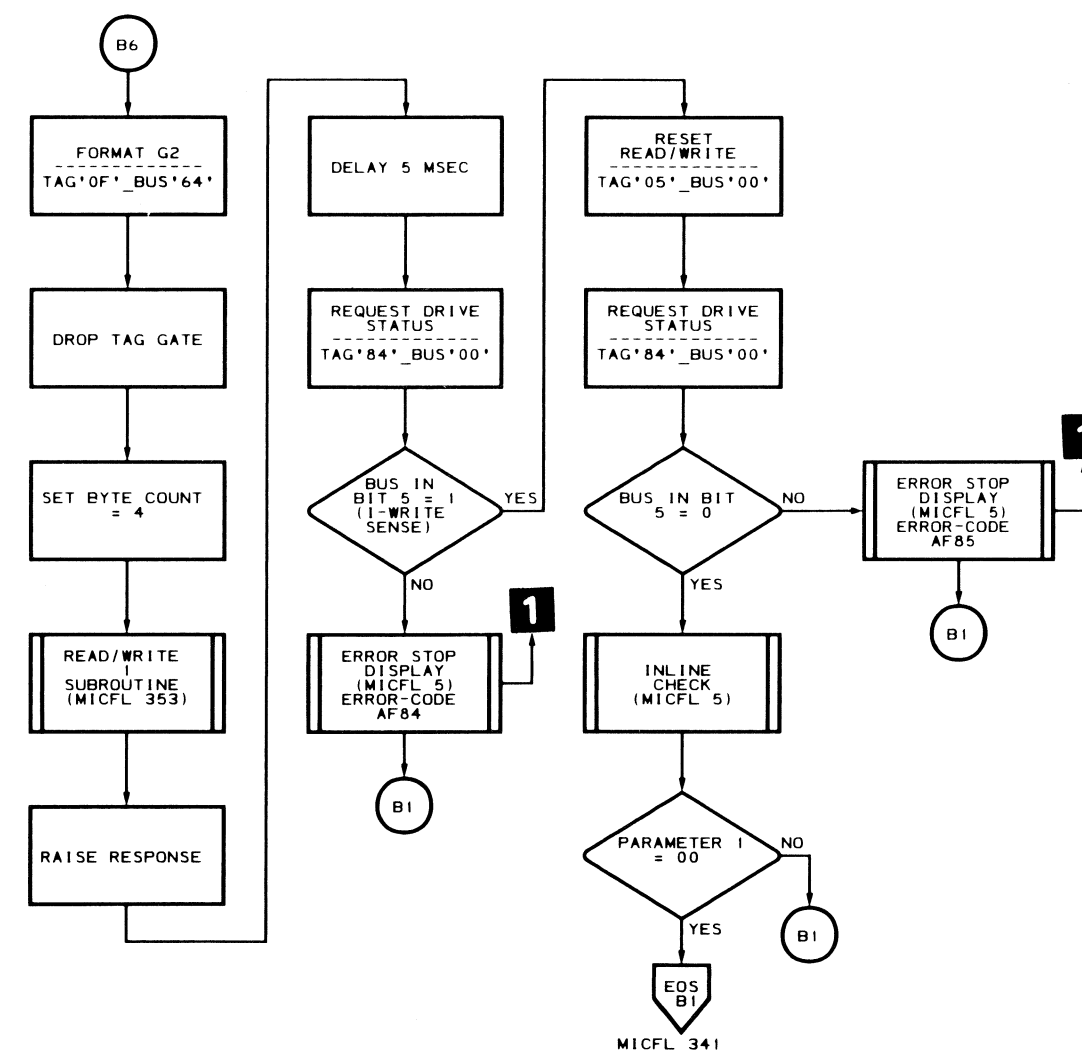 B6
FORMAT G2
TAG'0F'_BUS'64'
DROP TAG GATE
SET BYTE COUNT
= 4
READ/WRITE
1
SUBROUTINE
(MICFL 353)
RAISE RESPONSE
DELAY 5 MSEC
REQUEST DRIVE
STATUS
TAG'84'_BUS'00'
BUS IN
BIT 5 = 1
(I-WRITE
SENSE)
YES
NO
1
ERROR STOP
DISPLAY
(MICFL 5)
ERROR-CODE
AF84
B1
RESET
READ/WRITE
TAG'05'_BUS'00'
REQUEST DRIVE
STATUS
TAG'84'_BUS'00'
BUS IN BIT
5 = 0
NO
YES
1
ERROR STOP
DISPLAY
(MICFL 5)
ERROR-CODE
AF85
B1
INLINE
CHECK
(MICFL 5)
PARAMETER 1
= 00
NO
B1
YES
EOS
B1
MICFL 341